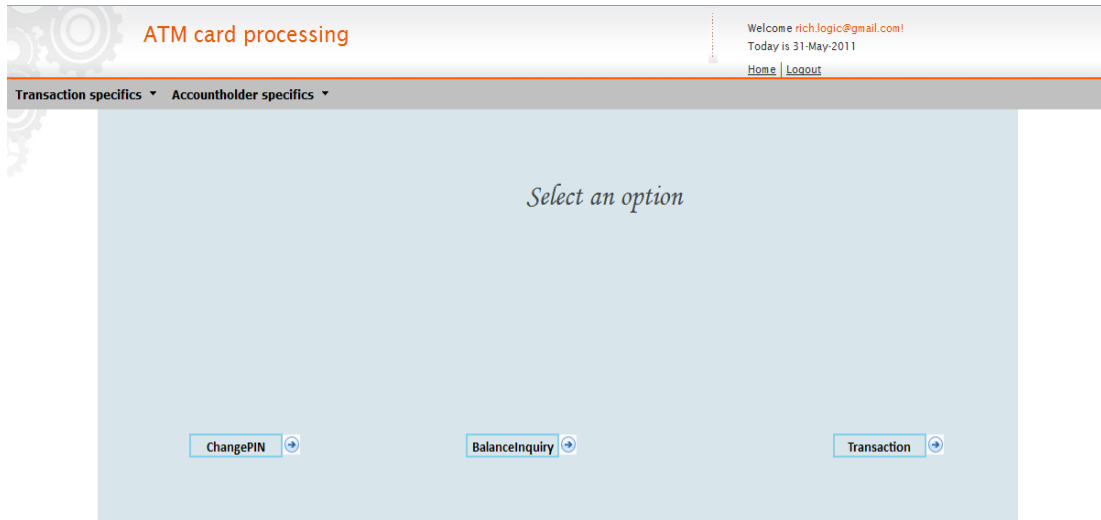 ATM card processing
Welcome rich.logic@gmail.com!
Today is 31-May-2011
Home | Logout
Transaction specifics Accountholder specifics
Select an option
ChangePIN BalanceInquiry Transaction